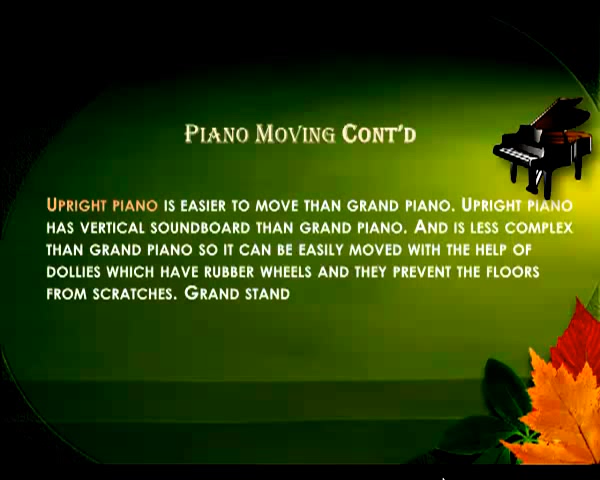 Piano Moving Cont'd
Upright piano is easier to move than grand piano. Upright piano
has vertical soundboard than grand piano. And is less complex
than grand piano so it can be easily moved with the help of
dollies which have rubber wheels and they prevent the floors
from scratches. Grand stand